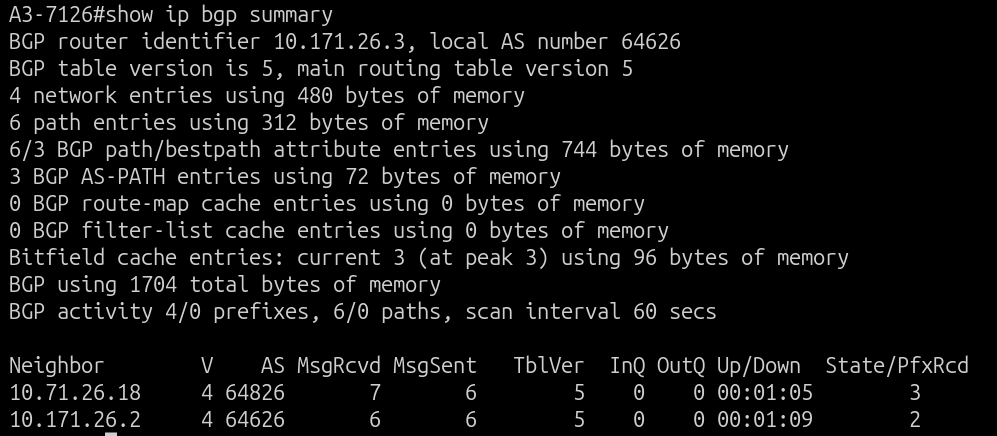 A3-7126#show ip bgp summary
BGP router identifier 10.171.26.3, local AS number 64626
BGP table version is 5, main routing table version 5
4 network entries using 480 bytes of memory
6 path entries using 312 bytes of memory
6/3 BGP path/bestpath attribute entries using 744 bytes of memory
3 BGP AS-PATH entries using 72 bytes of memory
0 BGP route-map cache entries using 0 bytes of memory
0 BGP filter-list cache entries using 0 bytes of memory
Bitfield cache entries: current 3 (at peak 3) using 96 bytes of memory
BGP using 1704 total bytes of memory
BGP activity 4/0 prefixes, 6/0 paths, scan interval 60 secs

Neighbor        V    AS MsgRcvd MsgSent   TblVer  InQ OutQ Up/Down  State/PfxRcd
10.71.26.18     4 64826       7       6        5    0    0 00:01:05        3
10.171.26.2     4 64626       6       6        5    0    0 00:01:09        2